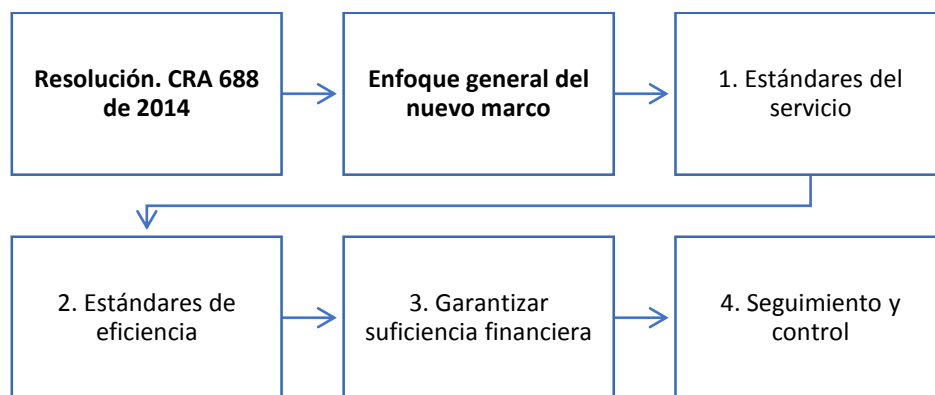 Resolución. CRA 688
de 2014
Enfoque general del
nuevo marco
1. Estándares del
servicio
2. Estándares de
eficiencia
3. Garantizar
suficiencia financiera
4. Seguimiento y
control